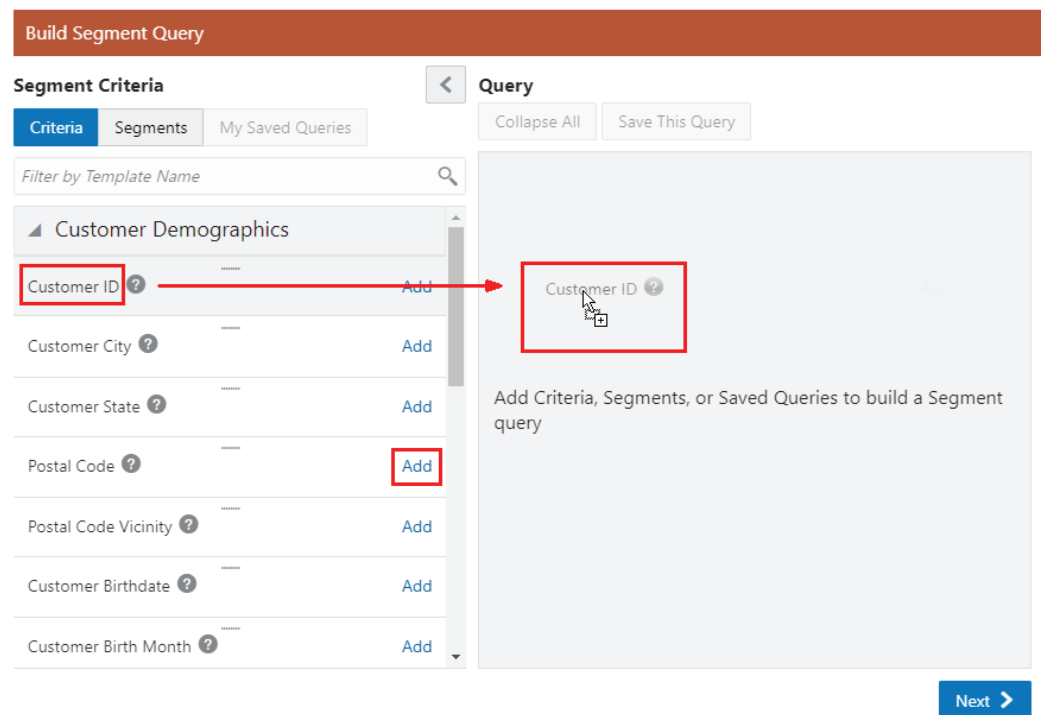 Build Segment Query
Segment Criteria
Criteria
Segments
My Saved Queries
Filter by Template Name
Customer Demographics
Customer ID
Add
Customer City
Add
Customer State
Add
Postal Code
Add
Postal Code Vicinity
Add
Customer Birthdate
Add
Customer Birth Month
Add
Query
Collapse All
Save This Query
Customer ID
Add
Add Criteria, Segments, or Saved Queries to build a Segment
query
Next